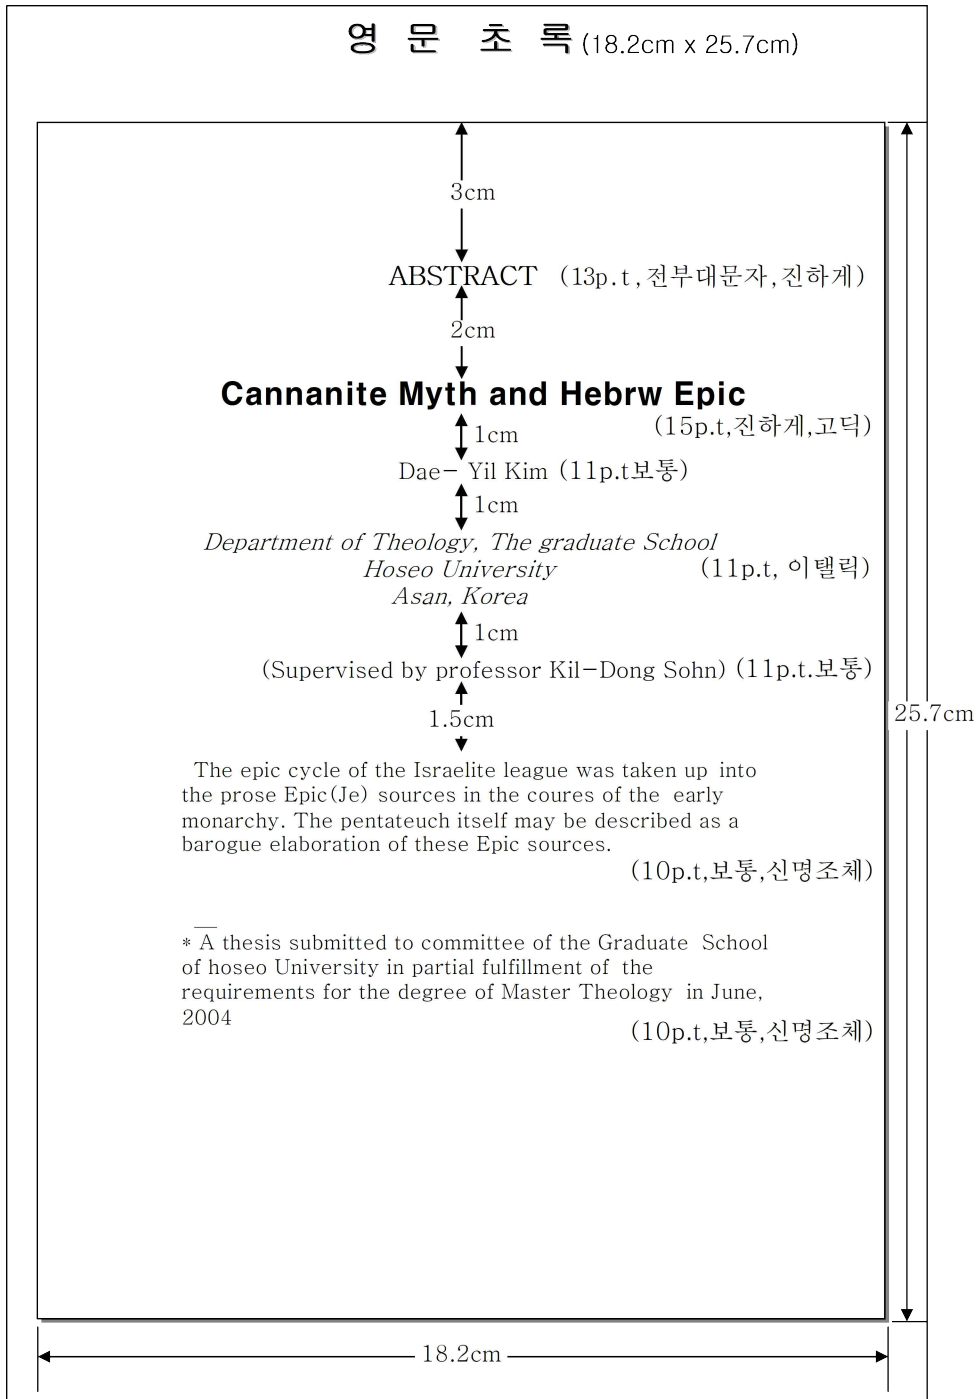 영 문 초 록 (18.2cm x 25.7cm)
3cm
ABSTRACT (13p.t,전부대문자,진하게)
2cm
Cannanite Myth and Hebrw Epic
(15p.t,진하게,고딕)
1cm
Dae- Yil Kim (11p.t보통)
1cm
Department of Theology, The graduate School
Hoseo University (11p.t, 이탤릭)
Asan, Korea
1cm
(Supervised by professor Kil-Dong Sohn) (11p.t.보통)
1.5cm
25.7cm
The epic cycle of the Israelite league was taken up into
the prose Epic(Je) sources in the coures of the early
monarchy. The pentateuch itself may be described as a
barogue elaboration of these Epic sources.
(10p.t,보통,신명조체)
* A thesis submitted to committee of the Graduate School
of hoseo University in partial fulfillment of the
requirements for the degree of Master Theology in June,
2004
(10p.t,보통,신명조체)
18.2cm